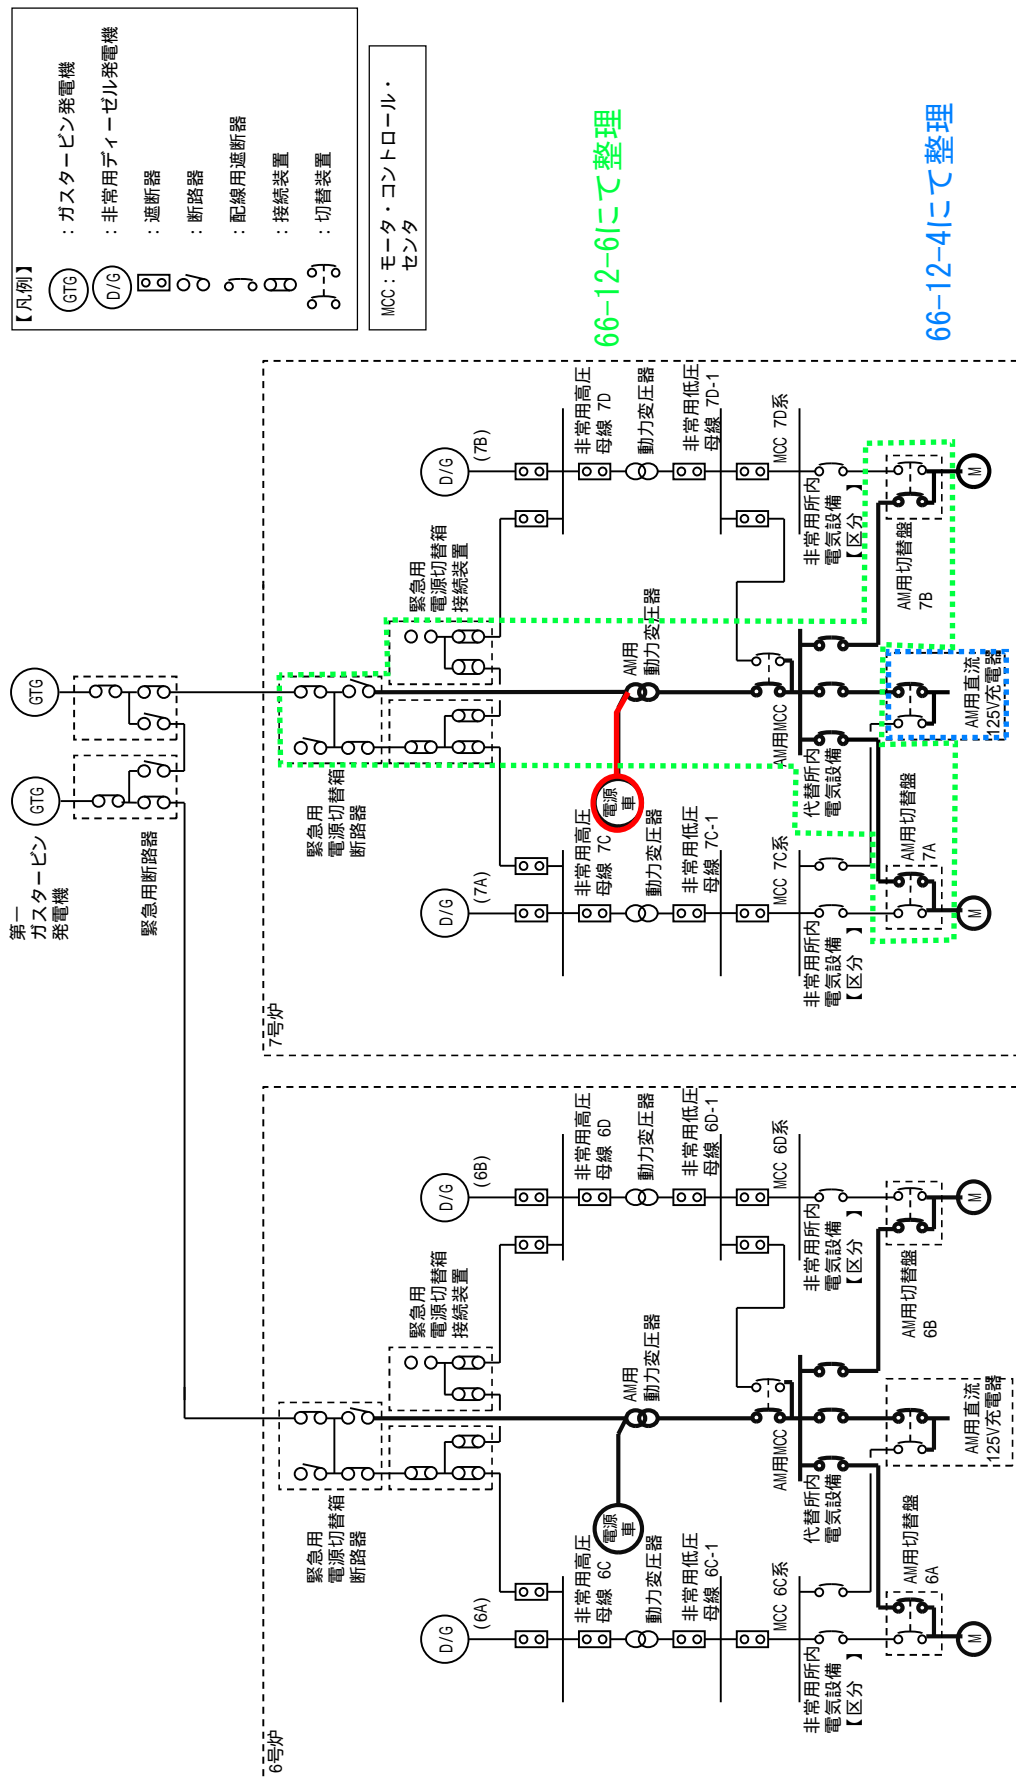 【凡例】
GTG
：ガスタービン発電機
D/G
：非常用ディーゼル発電機
：遮断器
：断路器
：配線用遮断器
：接続装置
：切替装置
MCC：モータ・コントロール・
センタ
66-12-6にて整理
66-12-4にて整理
第一
ガスタービン
発電機
GTG
GTG
緊急用断路器
6号炉
緊急用
電源切替箱
断路器
緊急用
電源切替箱
接続装置
D/G
(6A)
D/G
(6B)
非常用高圧
母線 6C
電源
車
AM用
動力変圧器
非常用高圧
母線 6D
動力変圧器
動力変圧器
非常用低圧
母線 6C-1
非常用低圧
母線 6D-1
MCC 6C系
AM用MCC
MCC 6D系
非常用所内
電気設備
【区分 】
代替所内
電気設備
非常用所内
電気設備
【区分 】
AM用切替盤
6A
AM用切替盤
6B
AM用直流
125V充電器
M
M
7号炉
緊急用
電源切替箱
断路器
緊急用
電源切替箱
接続装置
D/G
(7A)
D/G
(7B)
非常用高圧
母線 7C
電源
車
AM用
動力変圧器
非常用高圧
母線 7D
動力変圧器
動力変圧器
非常用低圧
母線 7C-1
非常用低圧
母線 7D-1
MCC 7C系
AM用MCC
MCC 7D系
非常用所内
電気設備
【区分 】
代替所内
電気設備
非常用所内
電気設備
【区分 】
AM用切替盤
7A
AM用切替盤
7B
AM用直流
125V充電器
M
M